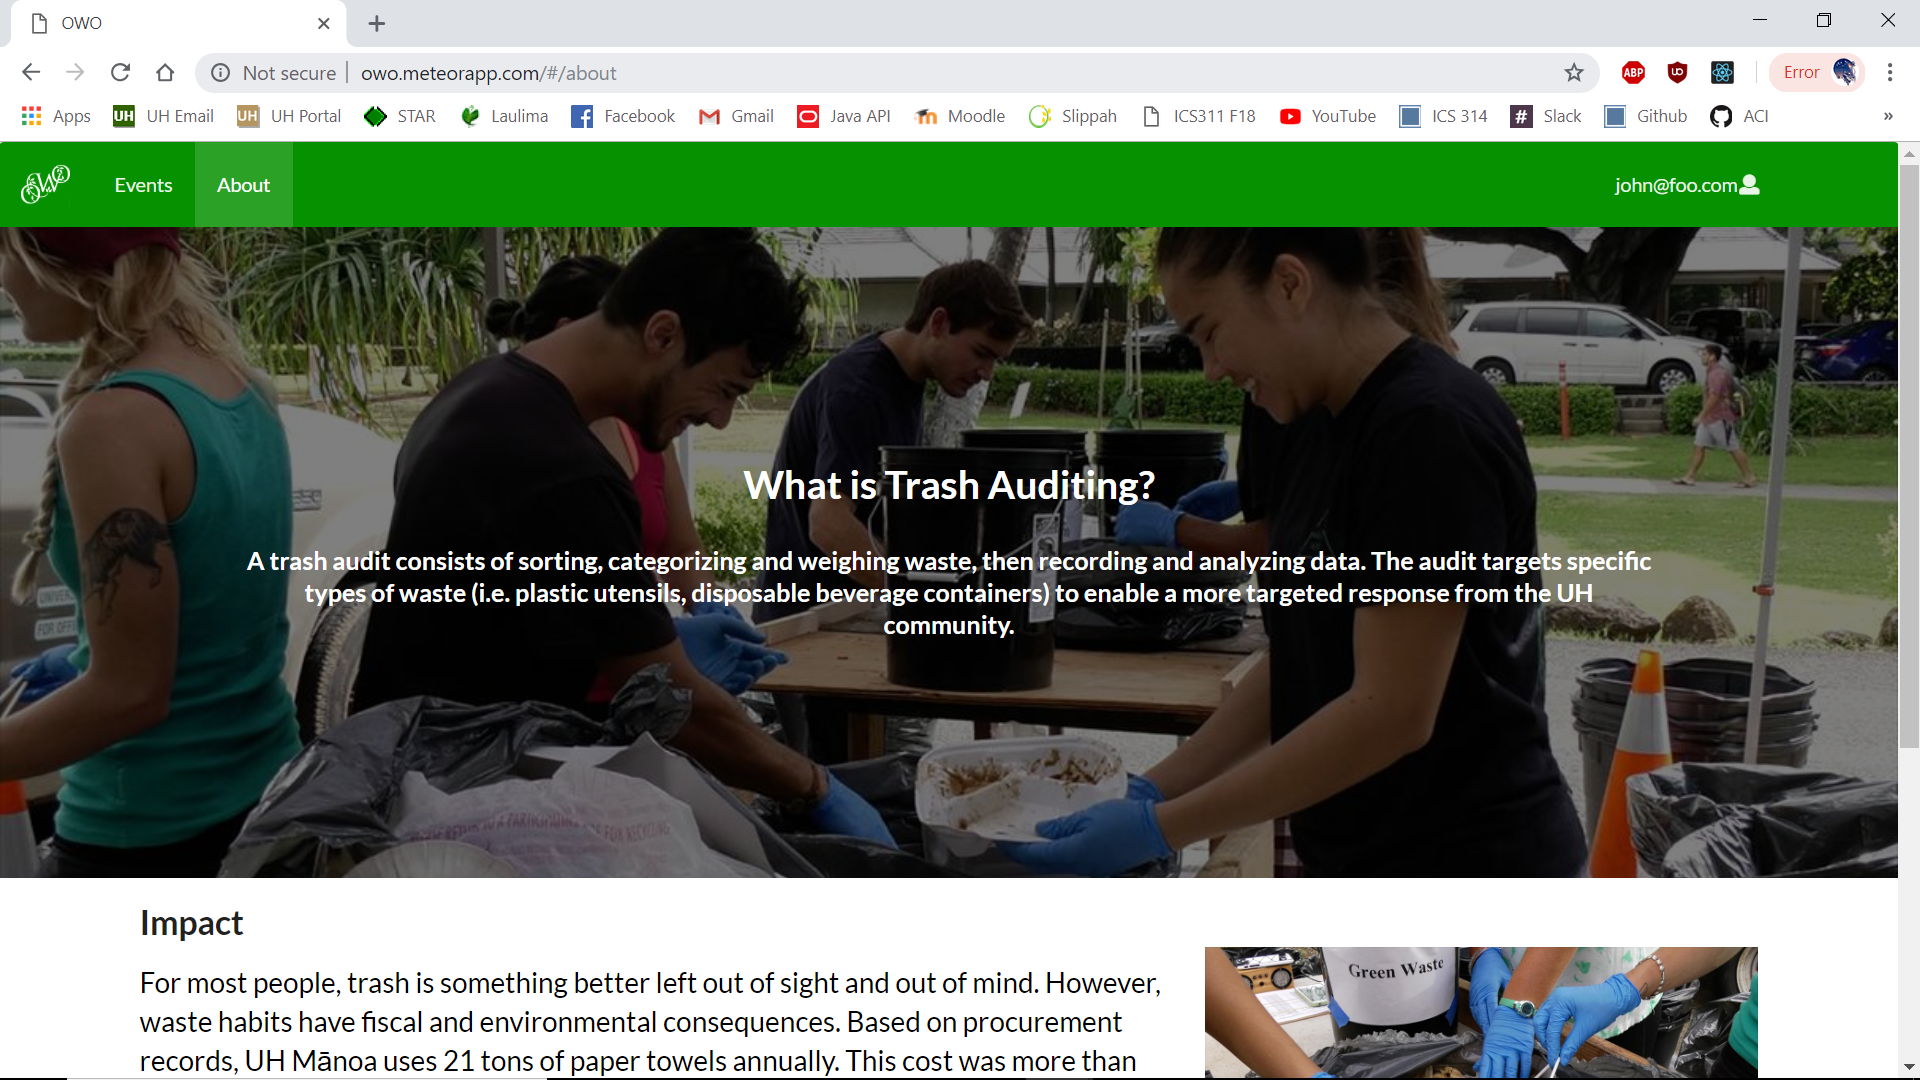 OWO
Not secure | owo.meteorapp.com/#/about
ABP
Error
Apps
UH UH Email
UH UH Portal
STAR
Laulima
Facebook
Gmail
Java API
Moodle
Slippah
ICS311 F18
YouTube
ICS 314
# Slack
Github
ACI
»
OWO
Events
About
john@foo.com
What is Trash Auditing?
A trash audit consists of sorting, categorizing and weighing waste, then recording and analyzing data. The audit targets specific
types of waste (i.e. plastic utensils, disposable beverage containers) to enable a more targeted response from the UH
community.
Impact
For most people, trash is something better left out of sight and out of mind. However,
waste habits have fiscal and environmental consequences. Based on procurement
records, UH Mānoa uses 21 tons of paper towels annually. This cost was more than
Green Waste